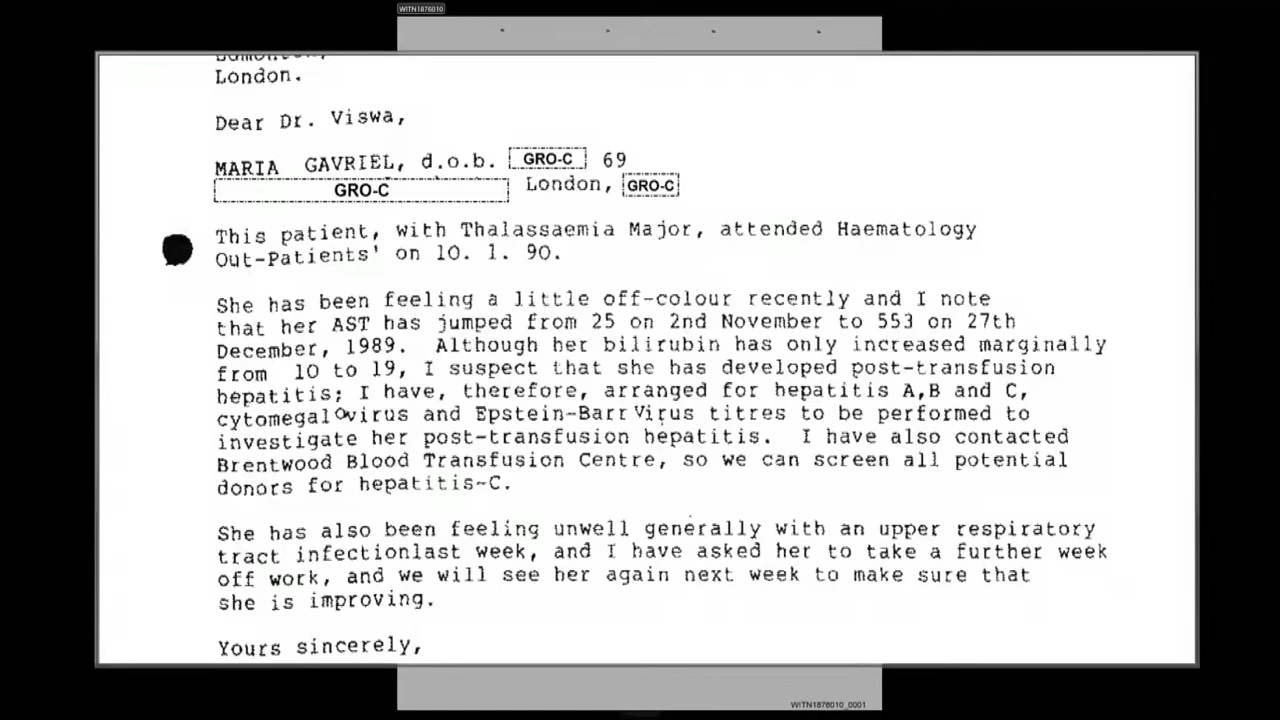 WITN1876010
London.
Dear Dr. Viswa,
MARIA GAVRIEL, d.o.b. GRO-C 69
GRO-C London, GRO-C
This patient, with Thalassaemia Major, attended Haematology
Out-Patients' on 10. 1. 90.
She has been feeling a little off-colour recently and I note
that her AST has jumped from 25 on 2nd November to 553 on 27th
December, 1989. Although her bilirubin has only increased marginally
from 10 to 19, I suspect that she has developed post-transfusion
hepatitis; I have, therefore, arranged for hepatitis A,B and C,
cytomegalovirus and Epstein-Barr Virus titres to be performed to
investigate her post-transfusion hepatitis. I have also contacted
Brentwood Blood Transfusion Centre, so we can screen all potential
donors for hepatitis-C.
She has also been feeling unwell generally with an upper respiratory
tract infectionlast week, and I have asked her to take a further week
off work, and we will see her again next week to make sure that
she is improving.
Yours sincerely,
WITN1876010_0001